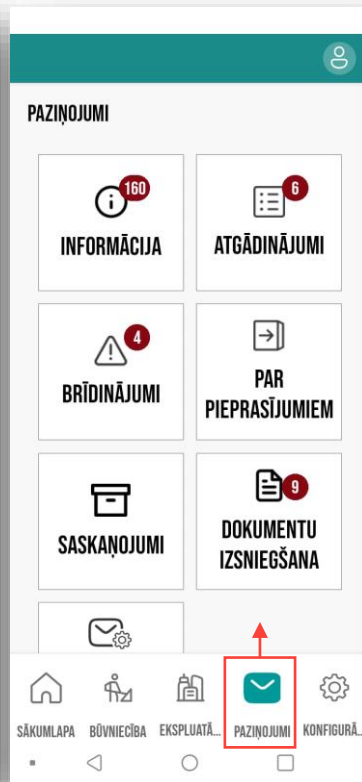 PAZIŅOJUMI
160
INFORMĀCIJA
6
ATGĀDINĀJUMI
4
BRĪDINĀJUMI
PAR
PIEPRASĪJUMIEM
SASKAŅOJUMI
9
DOKUMENTU
IZSNIEGŠANA
SĀKUMLAPA BŪVNIECĪBA EKSPLUATĀ... PAZIŅOJUMI KONFIGURĀ...